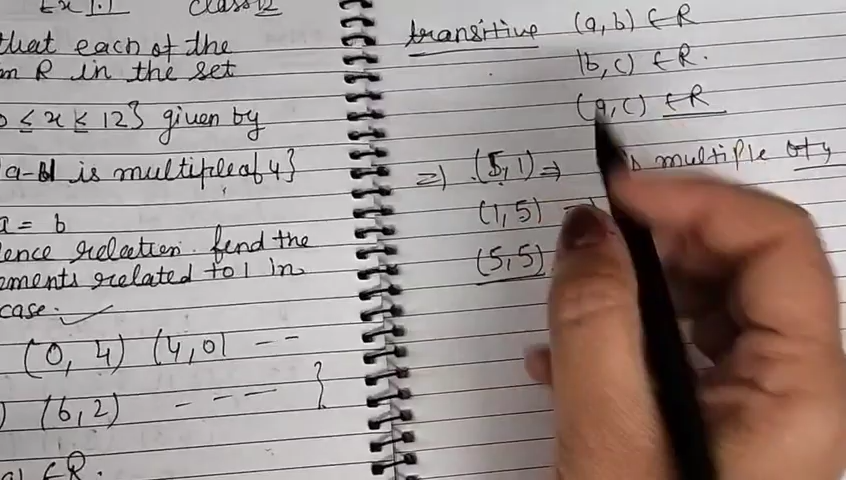 Ex 1.1 Class 12
that each of the
R in the set
≤ x ≤ 12} given by
|a-b| is multiple of 4}
a = b
ence relation. find the
ements related to 1 in
case.
(0, 4) (4,0) --
(6,2) - - - - }
∈R.
transitive (a, b) ∈ R
(b, c) ∈ R.
(a, c) ∈ R
=> (5, 1) => multiple of 4
(1, 5) =>
(5, 5)